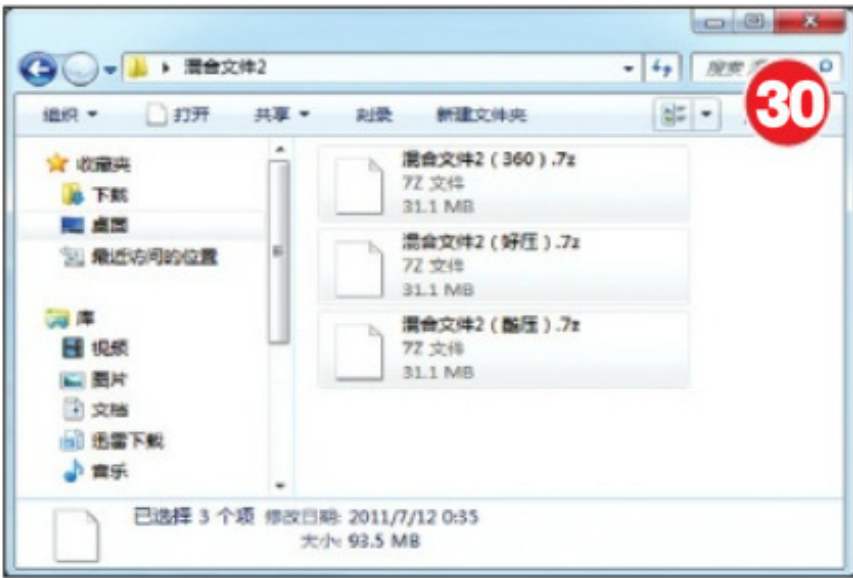 混合文件2
搜索
30
组织
打开
共享
刻录
新建文件夹
收藏夹
下载
桌面
最近访问的位置
库
视频
图片
文档
迅雷下载
音乐
混合文件2（360）.7z
7Z 文件
31.1 MB
混合文件2（好压）.7z
7Z 文件
31.1 MB
混合文件2（酷压）.7z
7Z 文件
31.1 MB
已选择 3 个项 修改日期: 2011/7/12 0:35
大小: 93.5 MB